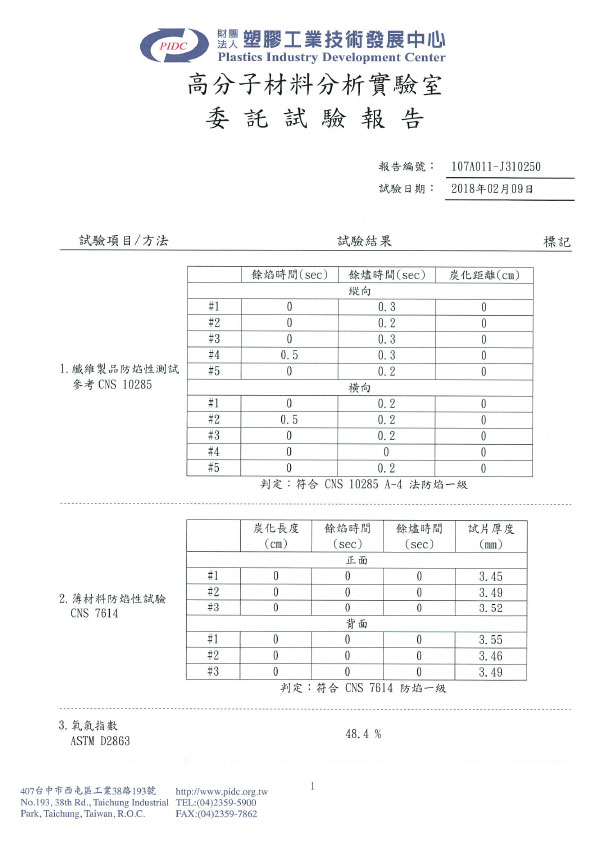 PIDC 財團法人 塑膠工業技術發展中心
Plastics Industry Development Center
高分子材料分析實驗室
委託試驗報告
報告編號： 107A011-J310250
試驗日期： 2018年02月09日
試驗項目/方法 試驗結果 標記
餘焰時間(sec) 餘燼時間(sec) 炭化距離(cm)
縱向
#1 0 0.3 0
#2 0 0.2 0
#3 0 0.3 0
#4 0.5 0.3 0
#5 0 0.2 0
1.纖維製品防焰性測試
參考CNS 10285
橫向
#1 0 0.2 0
#2 0.5 0.2 0
#3 0 0.2 0
#4 0 0 0
#5 0 0.2 0
判定：符合 CNS 10285 A-4 法防焰一級
炭化長度(cm) 餘焰時間(sec) 餘燼時間(sec) 試片厚度(mm)
正面
#1 0 0 0 3.45
#2 0 0 0 3.49
#3 0 0 0 3.52
2.薄材料防焰性試驗
CNS 7614
背面
#1 0 0 0 3.55
#2 0 0 0 3.46
#3 0 0 0 3.49
判定：符合 CNS 7614 防焰一級
3.氧氣指數
ASTM D2863
48.4 %
1
407台中市西屯區工業38路193號 http://www.pidc.org.tw
No.193, 38th Rd., Taichung Industrial TEL:(04)2359-5900
Park, Taichung, Taiwan, R.O.C. FAX:(04)2359-7862